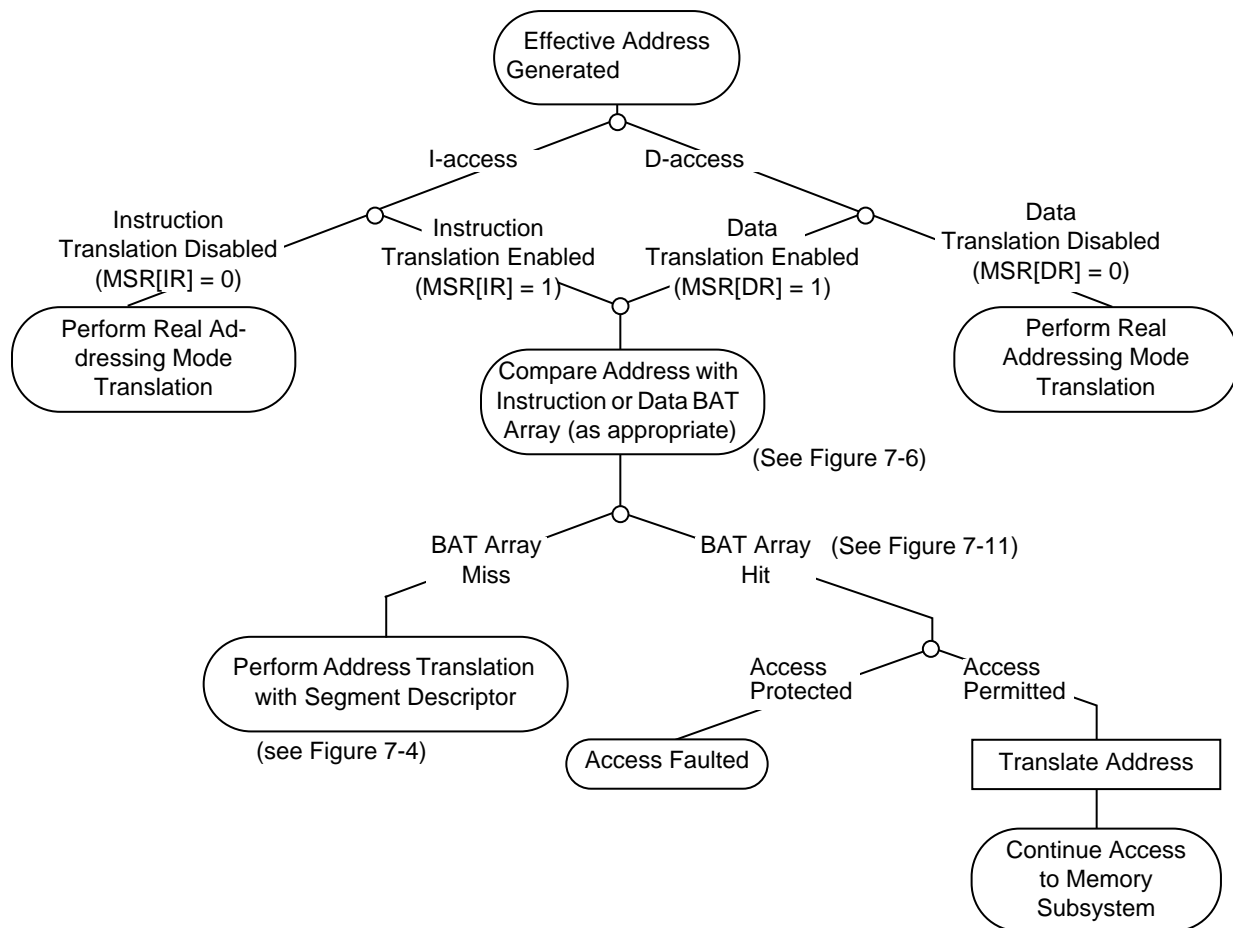 Effective Address
Generated
I-access
D-access
Instruction
Translation Disabled
(MSR[IR] = 0)
Instruction
Translation Enabled
(MSR[IR] = 1)
Data
Translation Enabled
(MSR[DR] = 1)
Data
Translation Disabled
(MSR[DR] = 0)
Perform Real Ad-
dressing Mode
Translation
Compare Address with
Instruction or Data BAT
Array (as appropriate)
Perform Real
Addressing Mode
Translation
(See Figure 7-6)
BAT Array
Miss
BAT Array
Hit
(See Figure 7-11)
Perform Address Translation
with Segment Descriptor
(see Figure 7-4)
Access
Protected
Access
Permitted
Access Faulted
Translate Address
Continue Access
to Memory
Subsystem